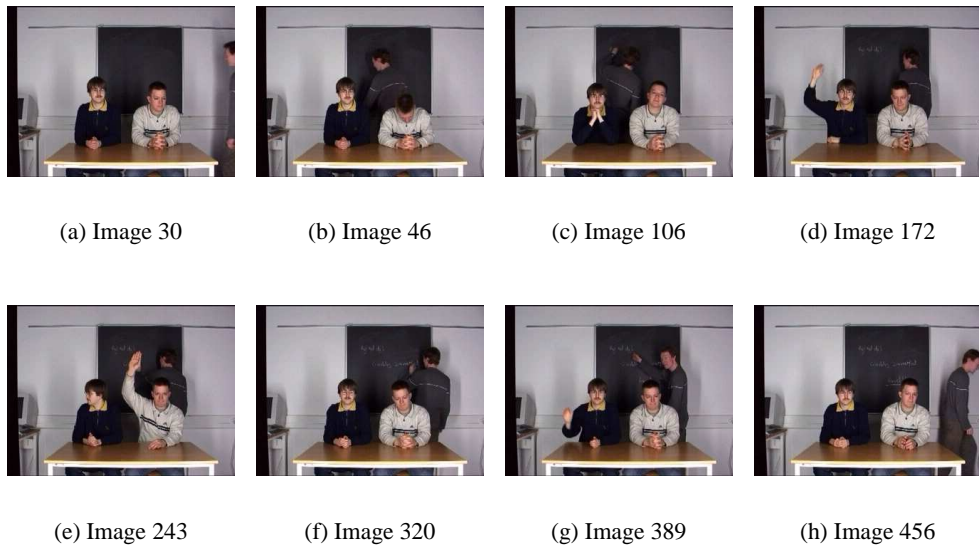 (a) Image 30
(b) Image 46
(c) Image 106
(d) Image 172
(e) Image 243
(f) Image 320
(g) Image 389
(h) Image 456